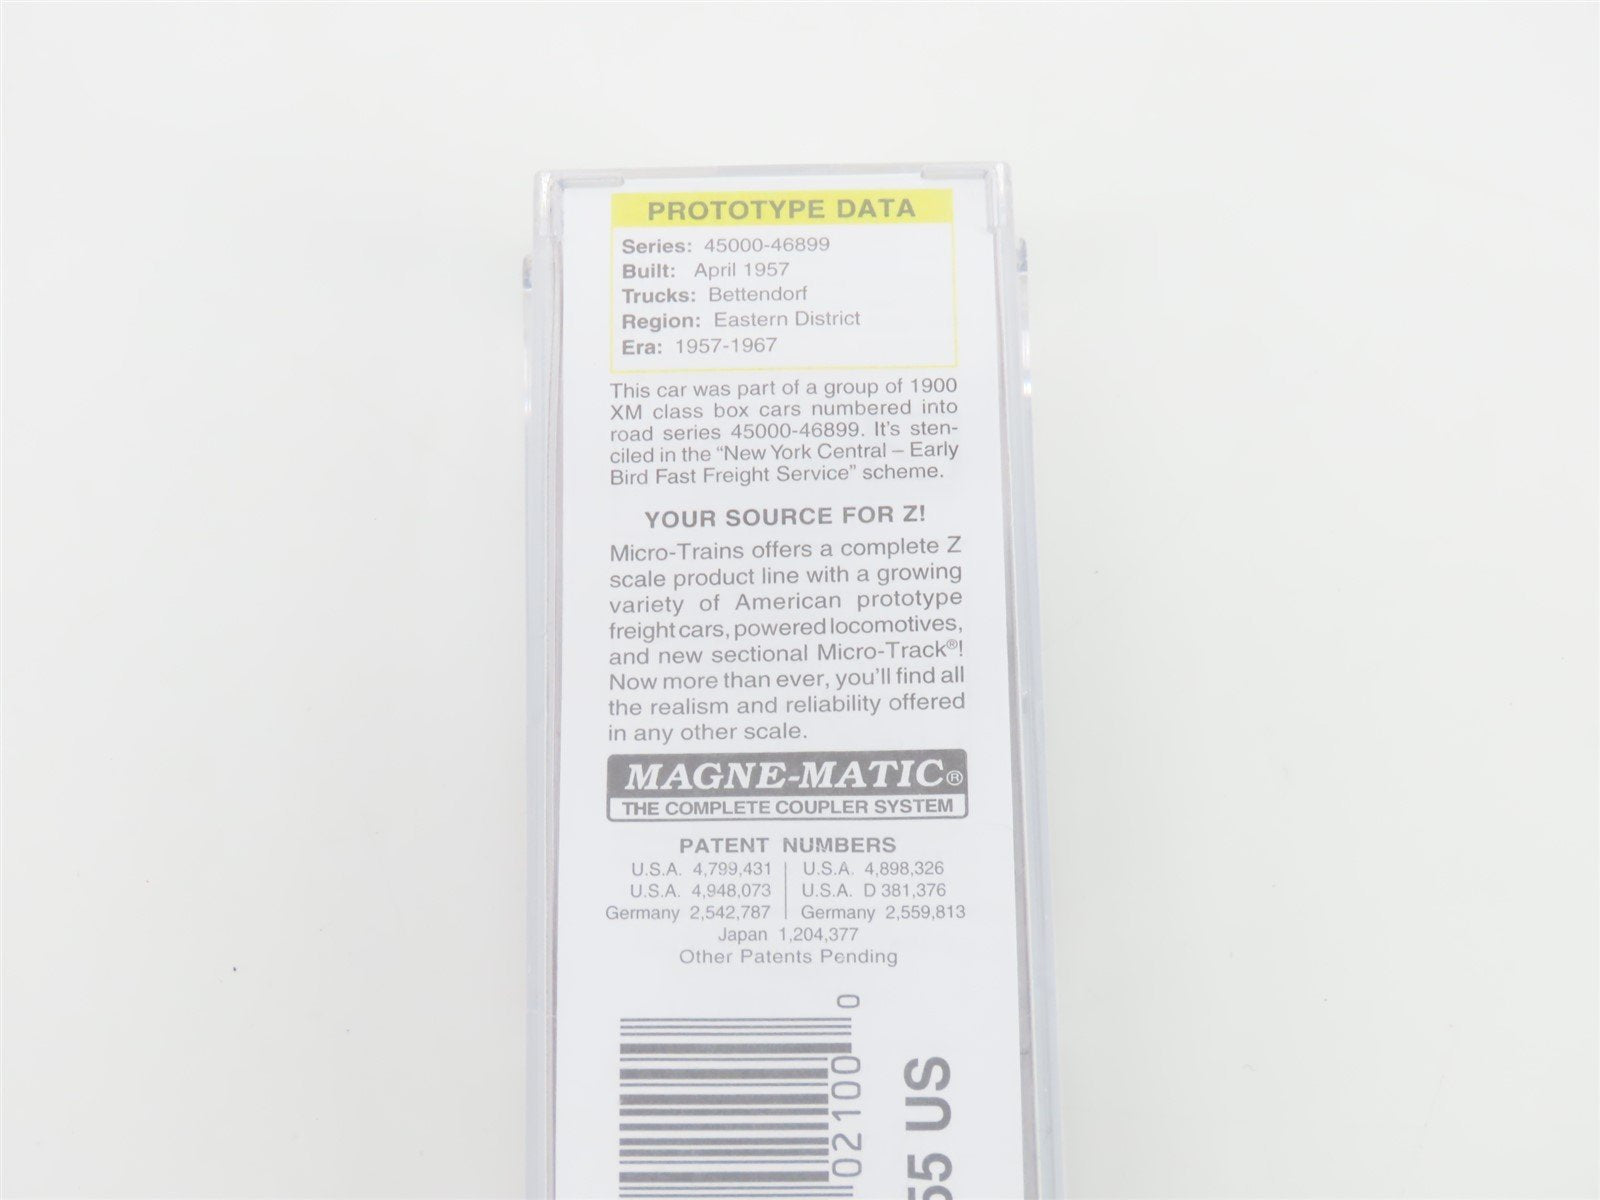 PROTOTYPE DATA
Series: 45000-46899
Built: April 1957
Trucks: Bettendorf
Region: Eastern District
Era: 1957-1967
This car was part of a group of 1900
XM class box cars numbered into
road series 45000-46899. It's sten-
ciled in the “New York Central – Early
Bird Fast Freight Service” scheme.
YOUR SOURCE FOR Z!
Micro-Trains offers a complete Z
scale product line with a growing
variety of American prototype
freight cars, powered locomotives,
and new sectional Micro-Track®!
Now more than ever, you'll find all
the realism and reliability offered
in any other scale.
MAGNE-MATIC®
THE COMPLETE COUPLER SYSTEM
PATENT NUMBERS
U.S.A. 4,799,431 | U.S.A. 4,898,326
U.S.A. 4,948,073 | U.S.A. D 381,376
Germany 2,542,787 | Germany 2,559,813
Japan 1,204,377
Other Patents Pending
02100 0
55 US